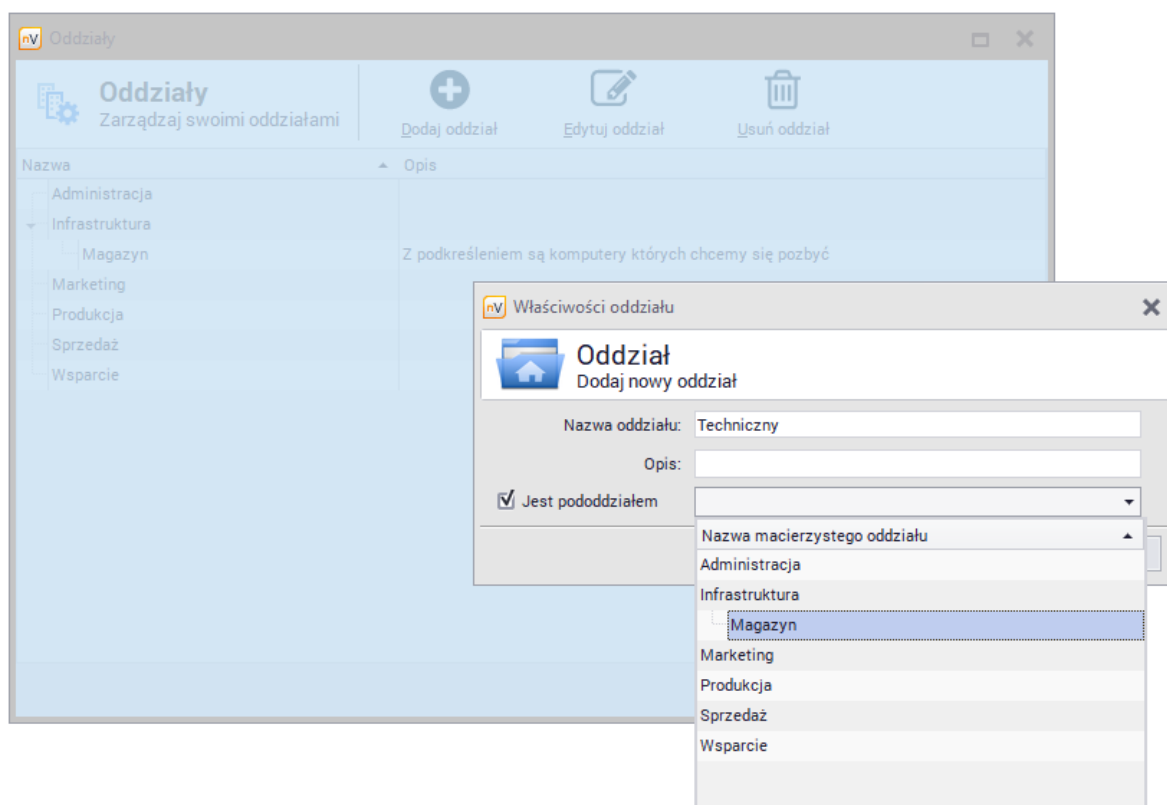 nV Oddziały
Oddziały
Zarządzaj swoimi oddziałami
Dodaj oddział Edytuj oddział Usuń oddział
Nazwa Opis
Administracja
Infrastruktura
Magazyn Z podkreśleniem są komputery których chcemy się pozbyć
Marketing
Produkcja
Sprzedaż
Wsparcie
nV Właściwości oddziału
Oddział
Dodaj nowy oddział
Nazwa oddziału: Techniczny
Opis:
Jest pododdziałem
Nazwa macierzystego oddziału
Administracja
Infrastruktura
Magazyn
Marketing
Produkcja
Sprzedaż
Wsparcie